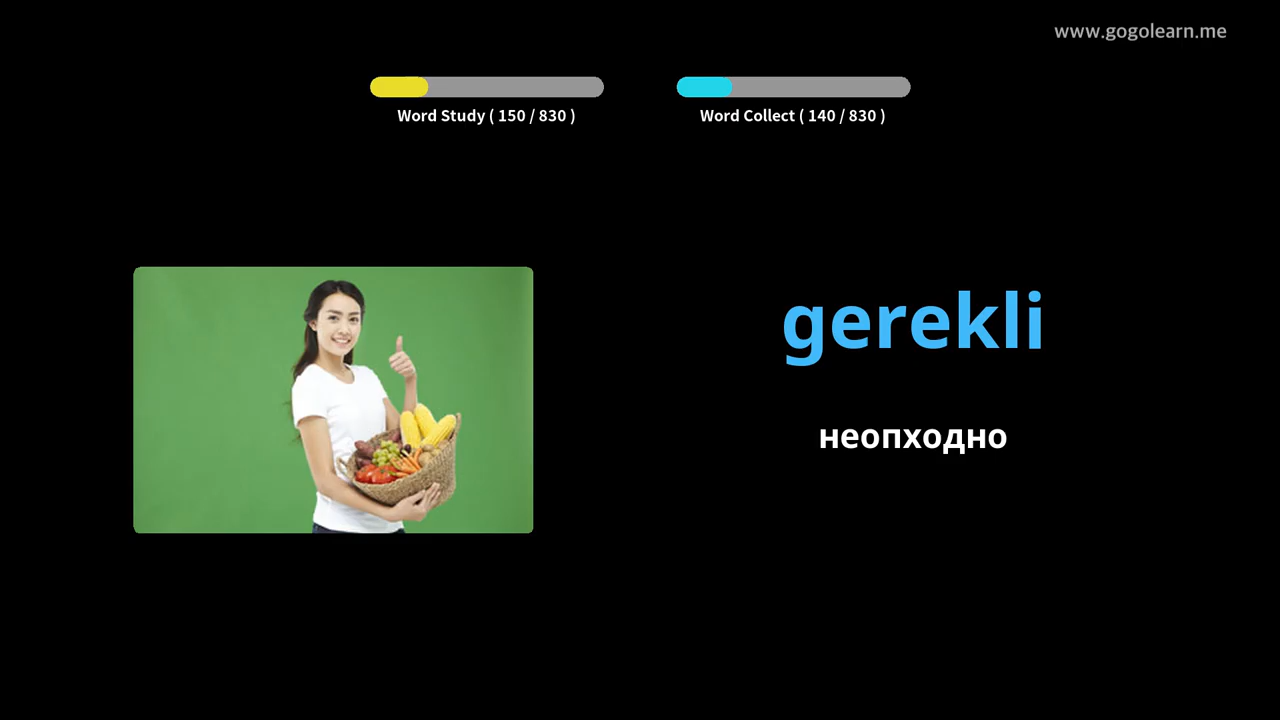 www.gogolearn.me
Word Study ( 150 / 830 )
Word Collect ( 140 / 830 )
gerekli
неопходно